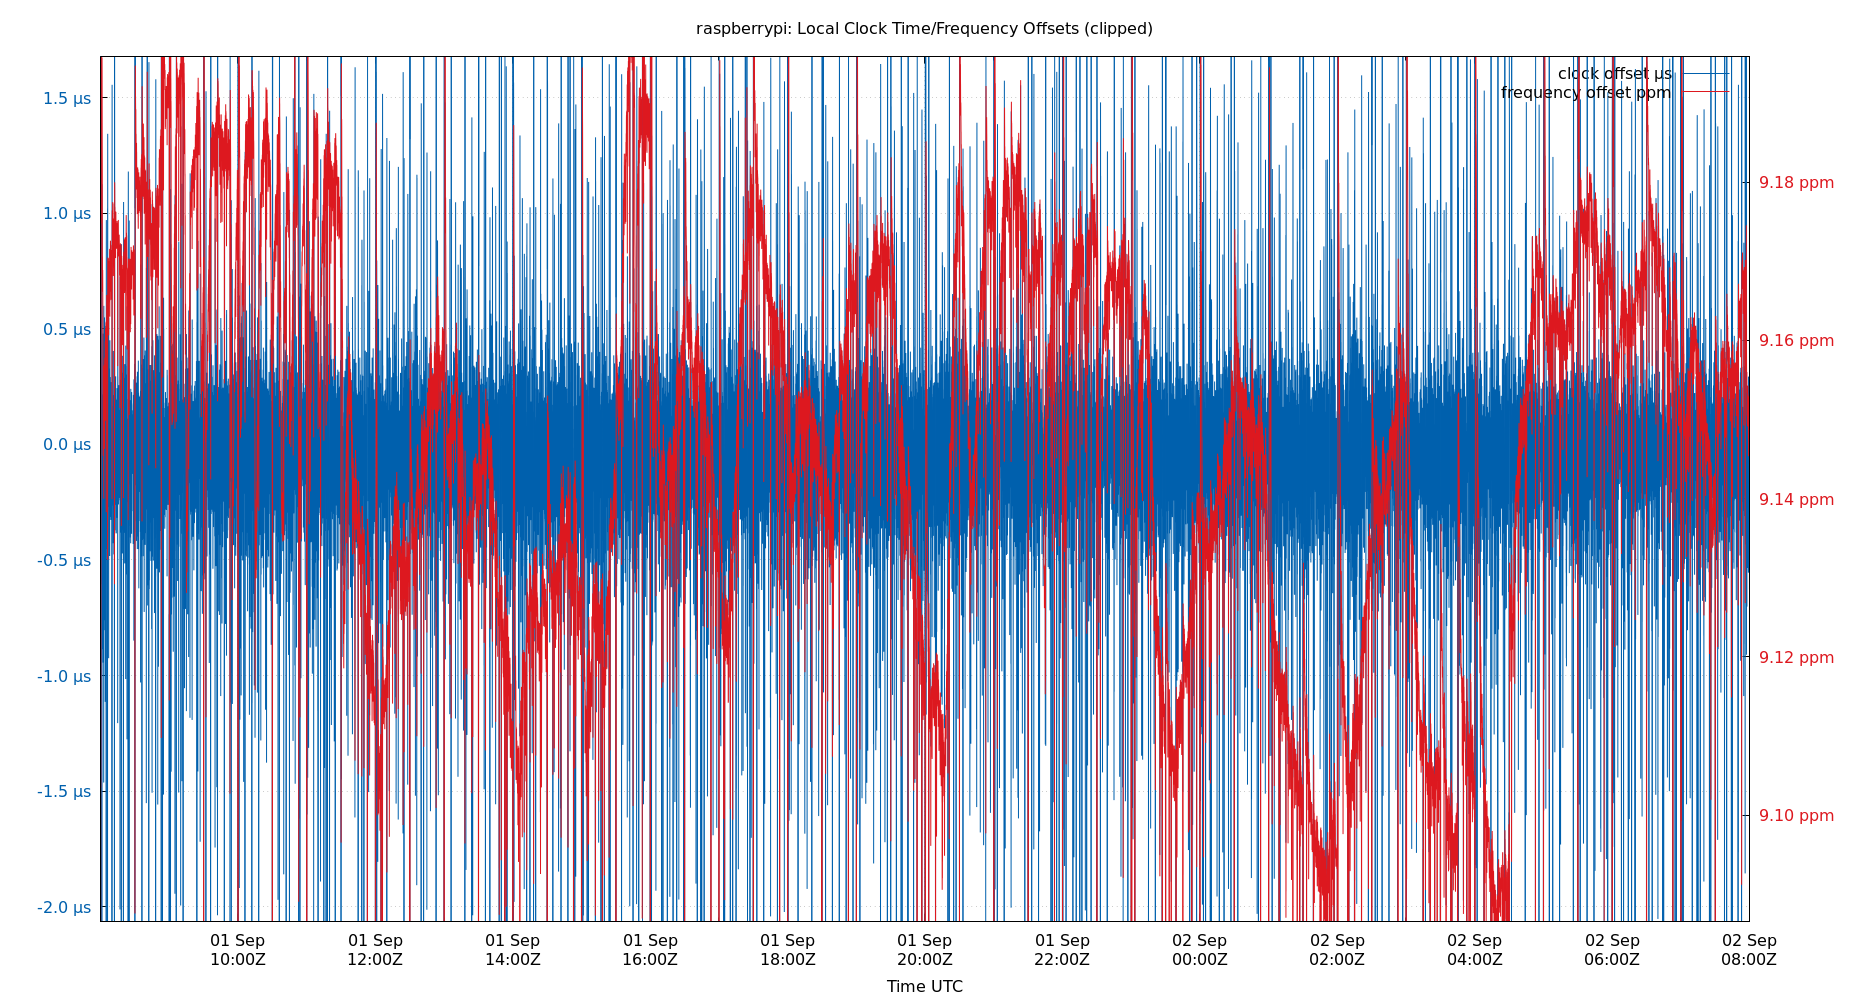 raspberrypi: Local Clock Time/Frequency Offsets (clipped)
clock offset µs
frequency offset ppm
1.5 µs
1.0 µs
0.5 µs
0.0 µs
-0.5 µs
-1.0 µs
-1.5 µs
-2.0 µs
9.18 ppm
9.16 ppm
9.14 ppm
9.12 ppm
9.10 ppm
01 Sep 01 Sep 01 Sep 01 Sep 01 Sep 01 Sep 01 Sep 02 Sep 02 Sep 02 Sep 02 Sep 02 Sep
10:00Z 12:00Z 14:00Z 16:00Z 18:00Z 20:00Z 22:00Z 00:00Z 02:00Z 04:00Z 06:00Z 08:00Z
Time UTC